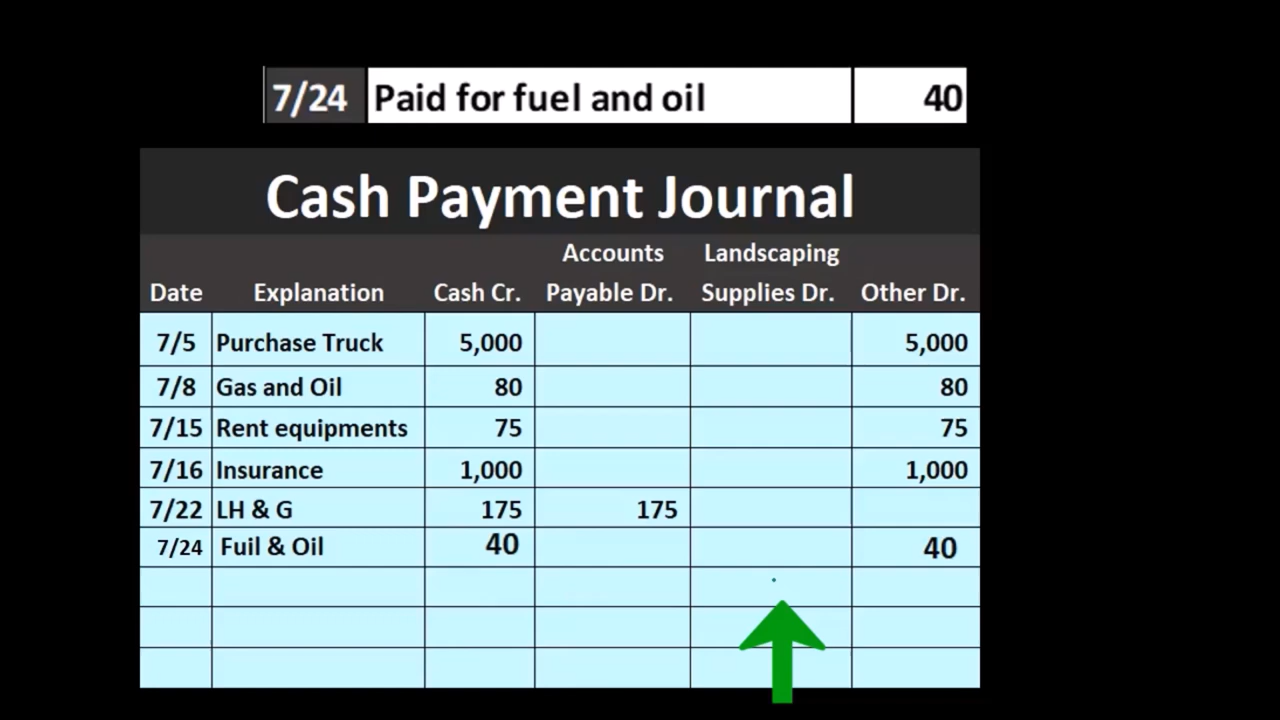 7/24 Paid for fuel and oil 40
Cash Payment Journal
Accounts Landscaping
Date Explanation Cash Cr. Payable Dr. Supplies Dr. Other Dr.
7/5 Purchase Truck 5,000 5,000
7/8 Gas and Oil 80 80
7/15 Rent equipments 75 75
7/16 Insurance 1,000 1,000
7/22 LH & G 175 175
7/24 Fuil & Oil 40 40